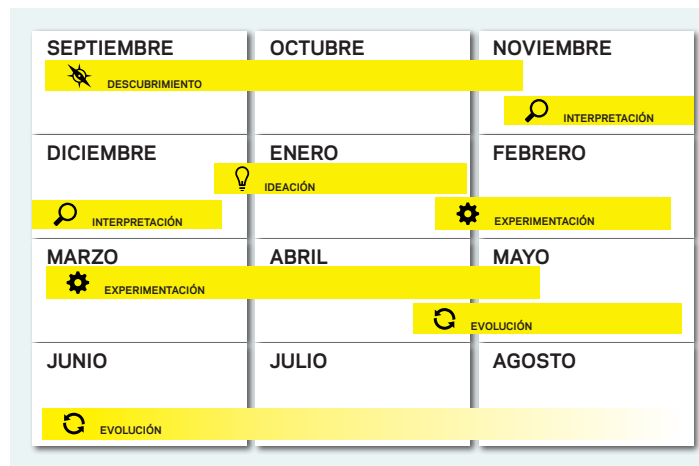 SEPTIEMBRE
OCTUBRE
NOVIEMBRE
DESCUBRIMIENTO
INTERPRETACIÓN
DICIEMBRE
ENERO
FEBRERO
IDEACIÓN
INTERPRETACIÓN
EXPERIMENTACIÓN
MARZO
ABRIL
MAYO
EXPERIMENTACIÓN
EVOLUCIÓN
JUNIO
JULIO
AGOSTO
EVOLUCIÓN